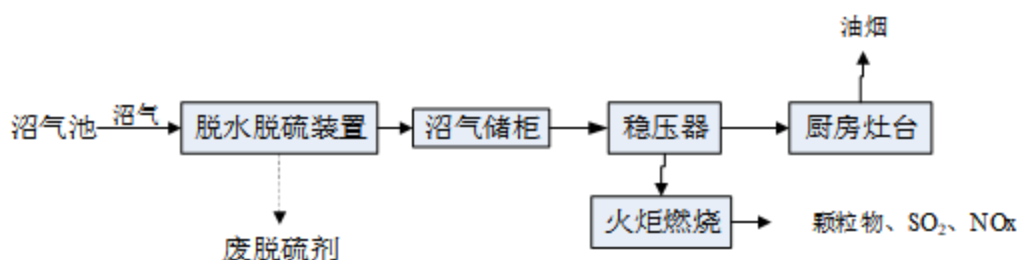 油烟
沼气池
沼气
脱水脱硫装置
沼气储柜
稳压器
厨房灶台
火炬燃烧
颗粒物、SO₂、NOx
废脱硫剂